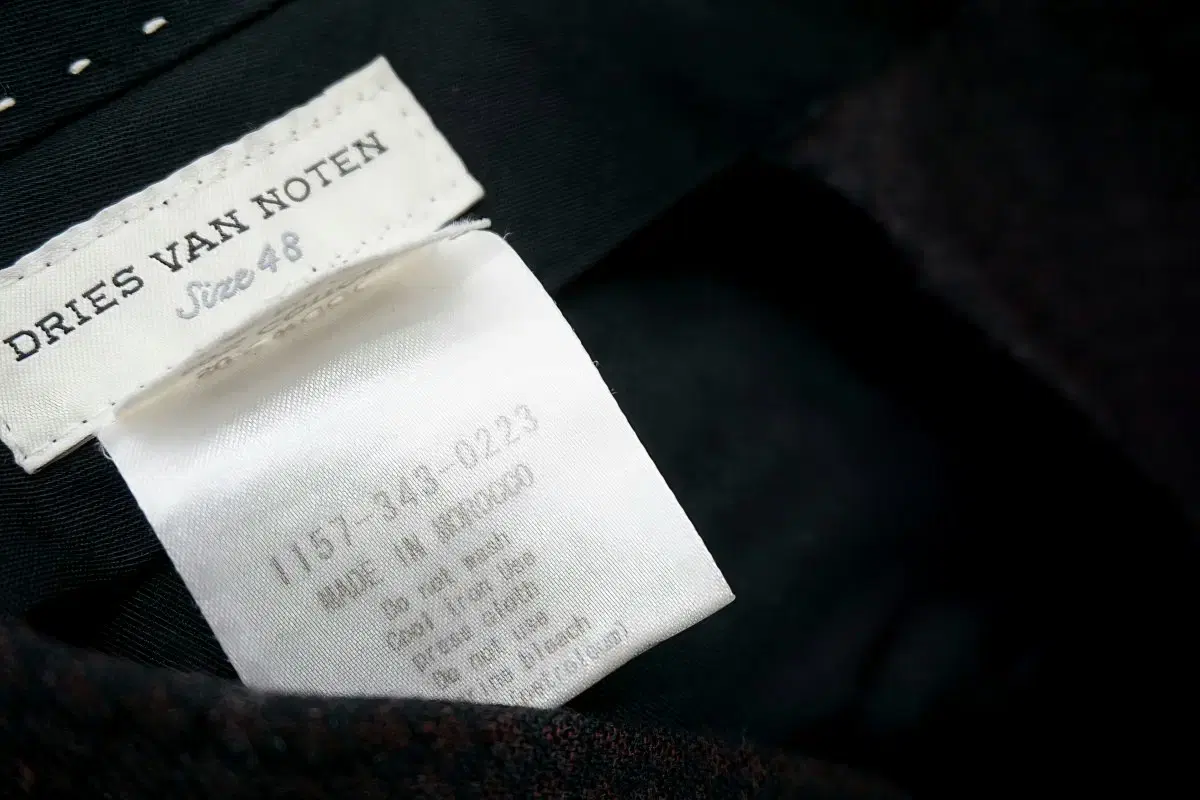 DRIES VAN NOTEN
Size 48
1157-343-0223
MADE IN MOROCCO
Do not wash
Cool iron Use
press cloth
Do not use
bleach